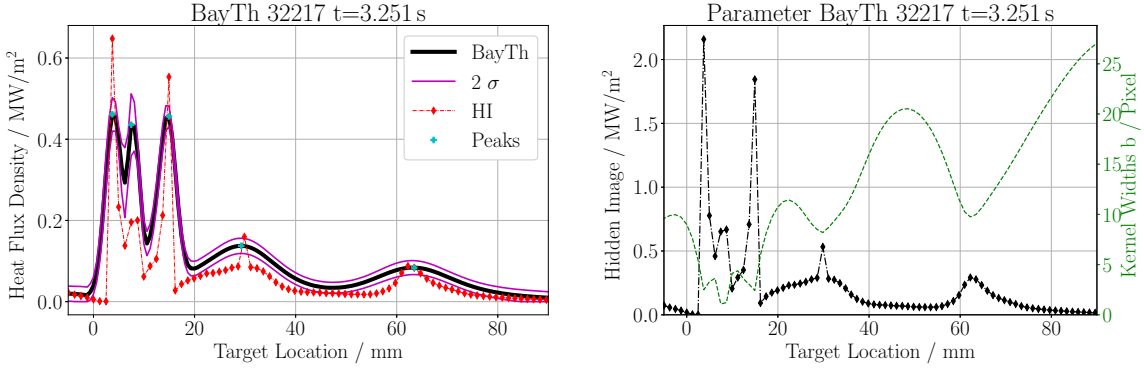 BayTh 32217 t=3.251 s
Heat Flux Density / MW/m²
0.6
0.4
0.2
0.0
BayTh
2 σ
HI
Peaks
0 20 40 60 80
Target Location / mm
Parameter BayTh 32217 t=3.251 s
Hidden Image / MW/m²
2.0
1.5
1.0
0.5
0.0
25
20
15
10
5
0
Kernel Widths b / Pixel
0 20 40 60 80
Target Location / mm